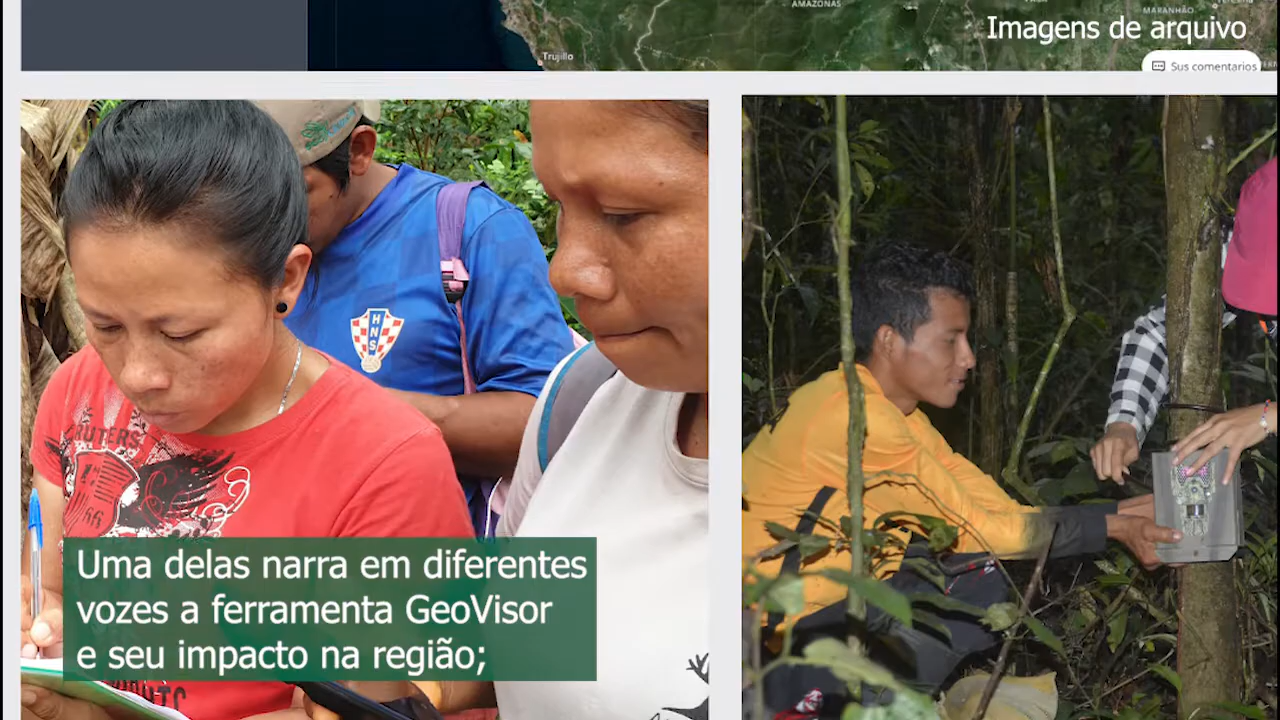 AMAZONAS
MARANHÃO
Imagens de arquivo
Trujillo
Sus comentarios
HNS
66
Uma delas narra em diferentes
vozes a ferramenta GeoVisor
e seu impacto na região;